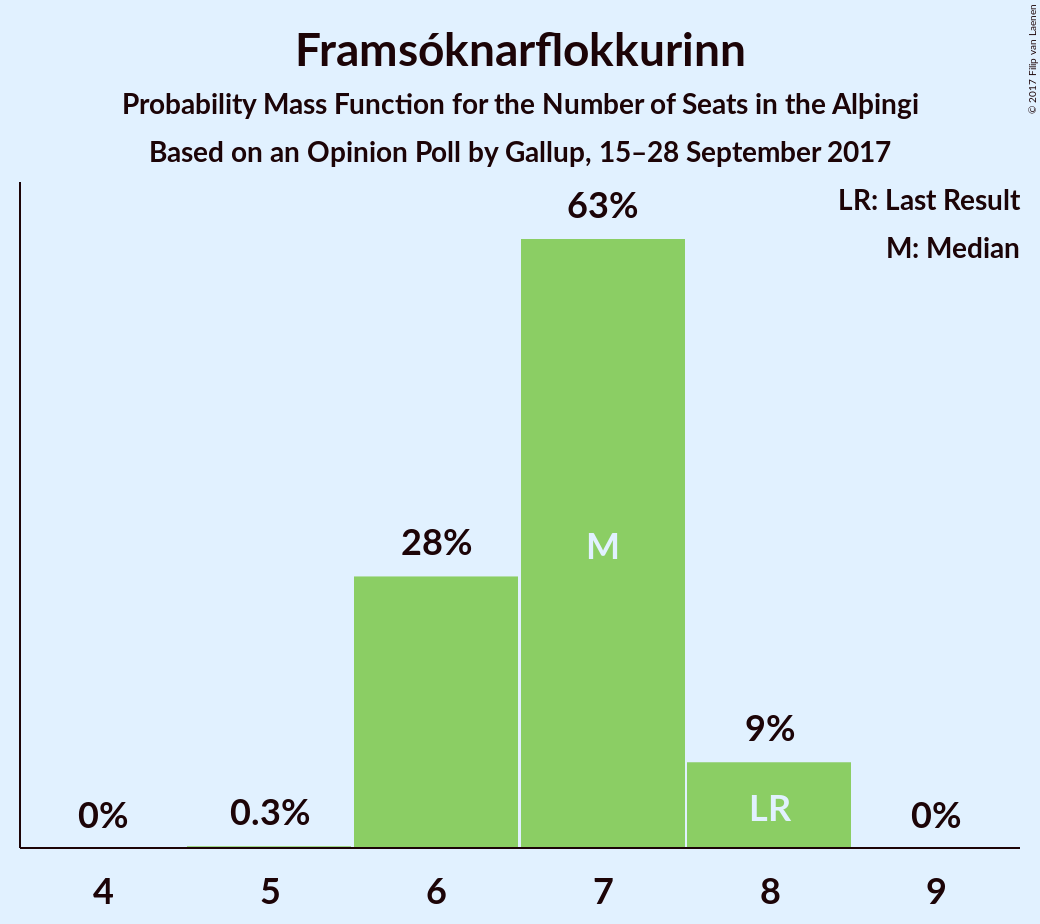 Framsóknarflokkurinn
Probability Mass Function for the Number of Seats in the Alþingi
Based on an Opinion Poll by Gallup, 15–28 September 2017
LR: Last Result
M: Median
63%
28%
M
9%
LR
0%
0.3%
0%
4
5
6
7
8
9
© 2017 Filip van Laenen